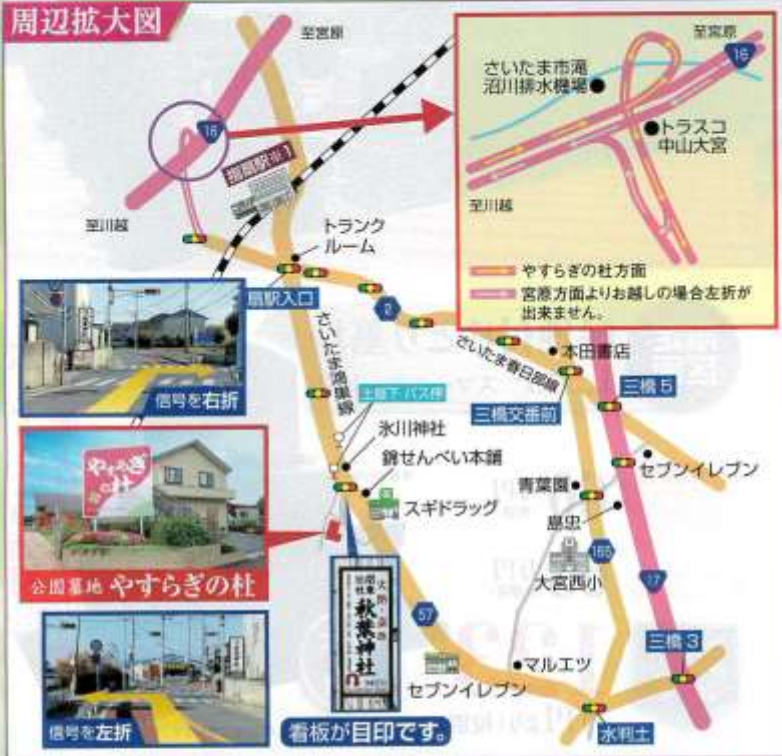 周辺拡大図
至宮原
16
至川越
指扇駅※1
トランク
ルーム
扇駅入口
2
さいたま春日部線
さいたま鴻巣線
土屋下 バス停
氷川神社
錦せんべい本舗
スギドラッグ
本田書店
三橋交番前
三橋5
セブンイレブン
青葉園
島忠
165
大宮西小
17
三橋3
57
マルエツ
セブンイレブン
水判土
至宮原
16
さいたま市滝
沼川排水機場
トラスコ
中山大宮
至川越
やすらぎの杜方面
宮原方面よりお越しの場合左折が
出来ません。
信号を右折
やすらぎ
の杜
公園墓地 やすらぎの杜
信号を左折
秋葉神社
看板が目印です。